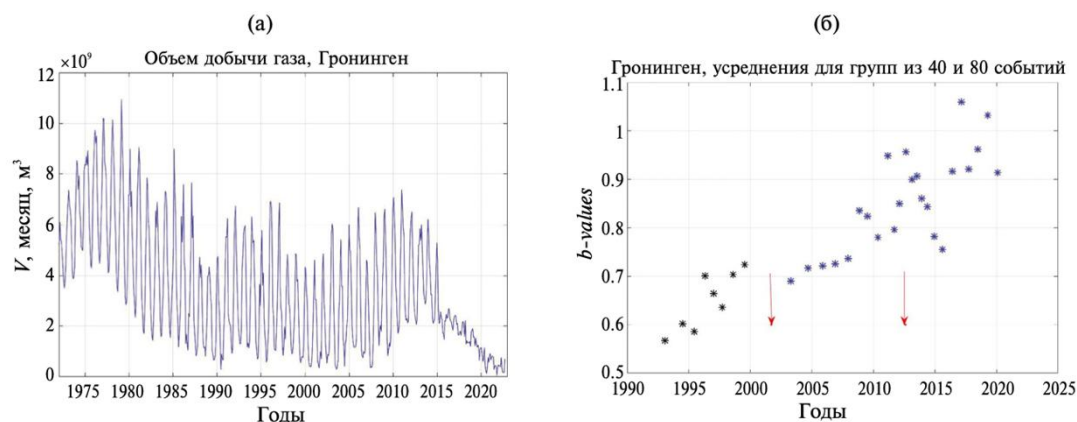 (а)
Объем добычи газа, Гронинген
×10⁹
12
10
8
6
4
2
0
V, месяц, м³
1975 1980 1985 1990 1995 2000 2005 2010 2015 2020
Годы
(б)
Гронинген, усреднения для групп из 40 и 80 событий
1.1
1
0.9
0.8
0.7
0.6
0.5
b-values
1990 1995 2000 2005 2010 2015 2020 2025
Годы